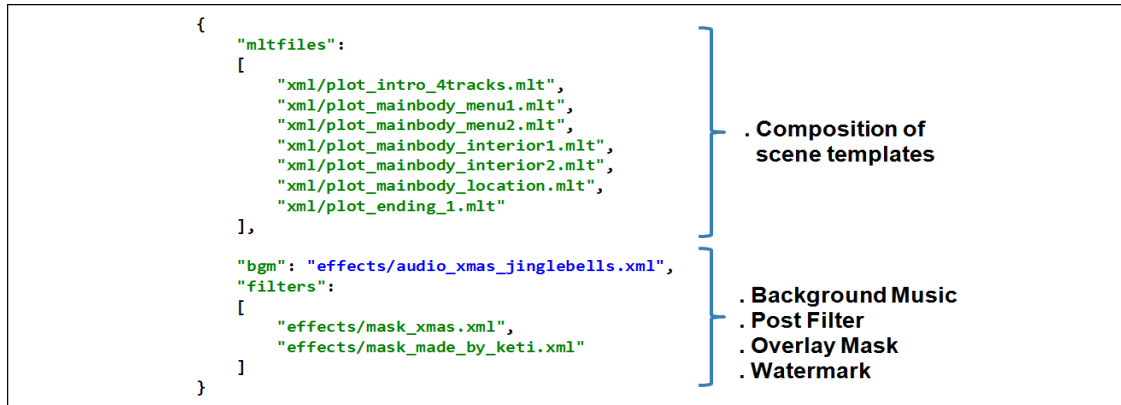 {
"mltfiles":
[
"xml/plot_intro_4tracks.mlt",
"xml/plot_mainbody_menu1.mlt",
"xml/plot_mainbody_menu2.mlt",
"xml/plot_mainbody_interior1.mlt",
"xml/plot_mainbody_interior2.mlt",
"xml/plot_mainbody_location.mlt",
"xml/plot_ending_1.mlt"
],
"bgm": "effects/audio_xmas_jinglebells.xml",
"filters":
[
"effects/mask_xmas.xml",
"effects/mask_made_by_keti.xml"
]
}
. Composition of
scene templates
. Background Music
. Post Filter
. Overlay Mask
. Watermark